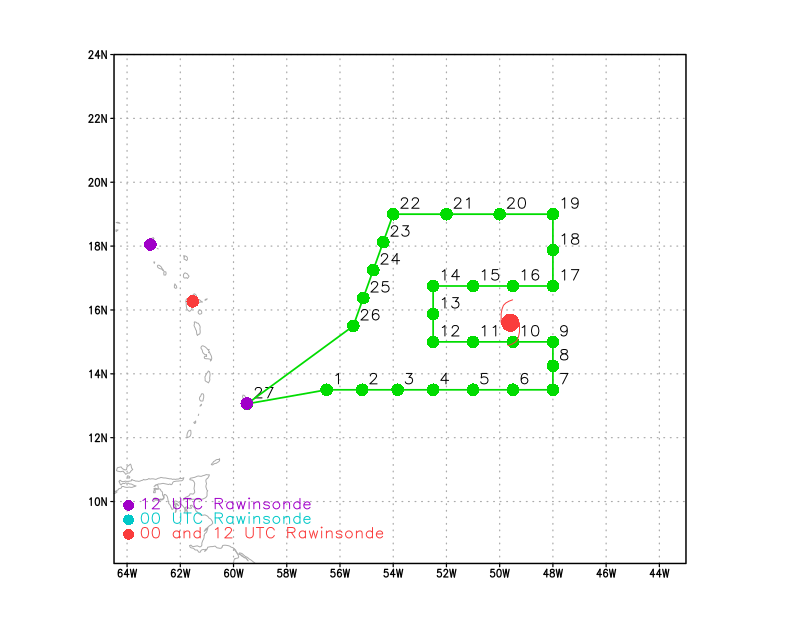 24N
22N
20N
22 21 20 19
23
18
18N
24
14 15 16 17
25
13
16N
26
12 11 10 9
8
14N
27 1 2 3 4 5 6 7
12N
10N
12 UTC Rawinsonde
00 UTC Rawinsonde
00 and 12 UTC Rawinsonde
64W 62W 60W 58W 56W 54W 52W 50W 48W 46W 44W